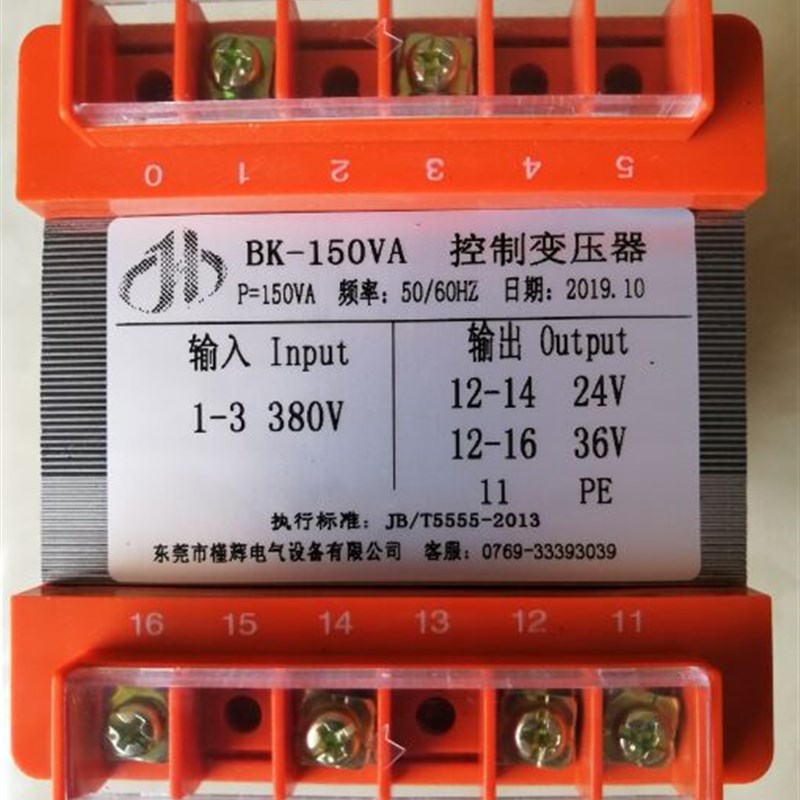 0 1 2 3 4 5
BK-150VA 控制变压器
P=150VA 频率: 50/60HZ 日期: 2019.10
输入 Input
1-3 380V
输出 Output
12-14 24V
12-16 36V
11 PE
执行标准: JB/T5555-2013
东莞市槿辉电气设备有限公司 客服: 0769-33393039
16 15 14 13 12 11